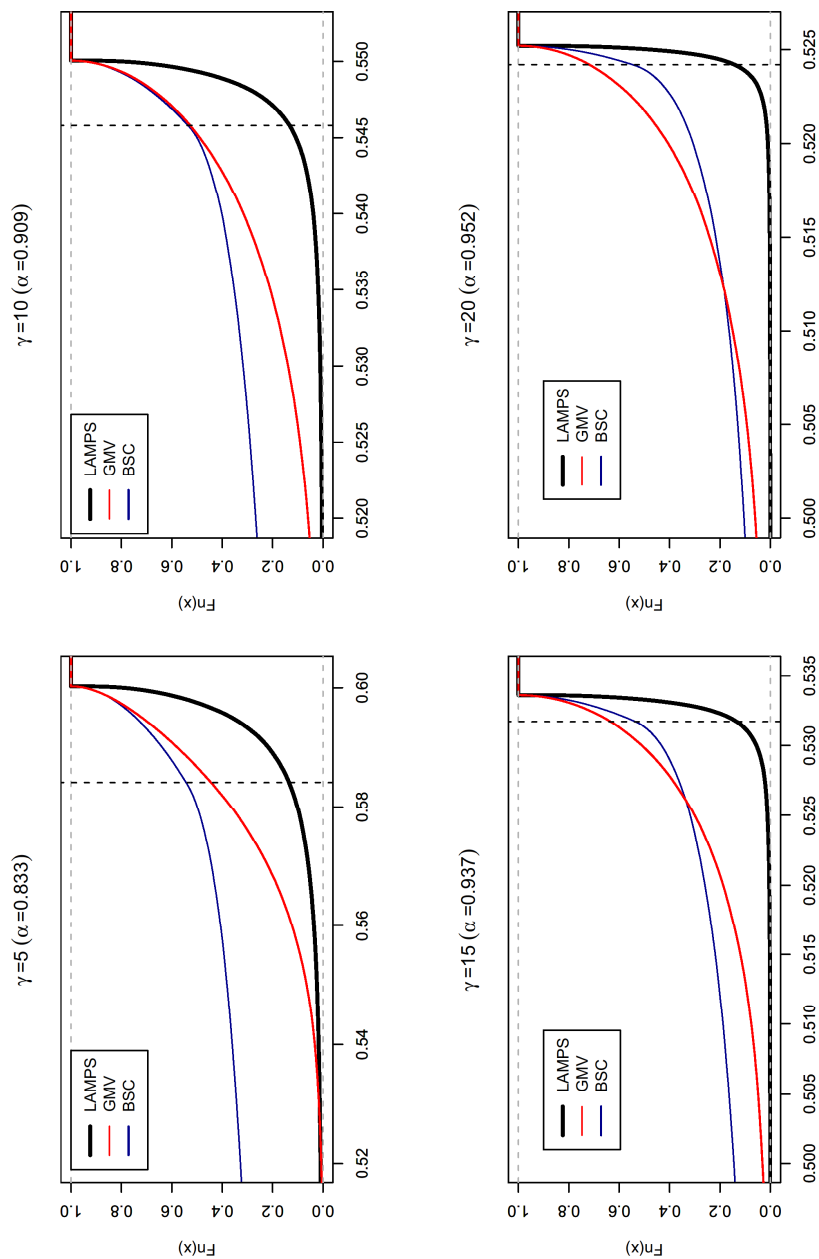 γ=5 (α=0.833)
Fn(x)
1.0
0.8
0.6
0.4
0.2
0.0
LAMPS
GMV
BSC
0.52
0.54
0.56
0.58
0.60
γ=10 (α=0.909)
Fn(x)
1.0
0.8
0.6
0.4
0.2
0.0
LAMPS
GMV
BSC
0.520
0.525
0.530
0.535
0.540
0.545
0.550
γ=15 (α=0.937)
Fn(x)
1.0
0.8
0.6
0.4
0.2
0.0
LAMPS
GMV
BSC
0.500
0.505
0.510
0.515
0.520
0.525
0.530
0.535
γ=20 (α=0.952)
Fn(x)
1.0
0.8
0.6
0.4
0.2
0.0
LAMPS
GMV
BSC
0.500
0.505
0.510
0.515
0.520
0.525